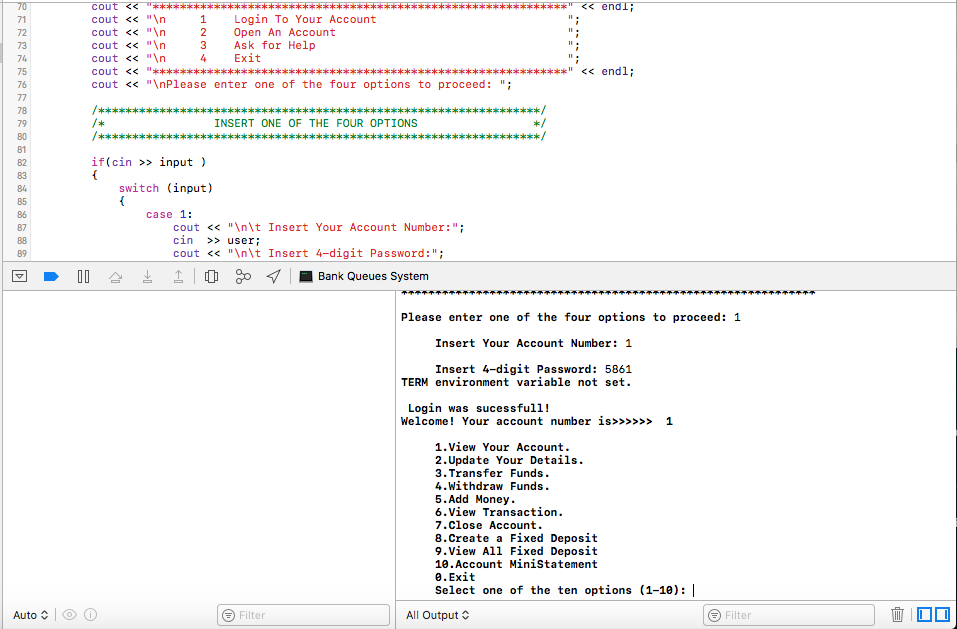 70 cout << "*************************************************************" << endl;
71 cout << "\n     1    Login To Your Account                            ";
72 cout << "\n     2    Open An Account                                  ";
73 cout << "\n     3    Ask for Help                                     ";
74 cout << "\n     4    Exit                                             ";
75 cout << "*************************************************************" << endl;
76 cout << "\nPlease enter one of the four options to proceed: ";
77
78 /*****************************************************************/
79 /*                INSERT ONE OF THE FOUR OPTIONS                 */
80 /*****************************************************************/
81
82 if(cin >> input )
83 {
84 switch (input)
85 {
86 case 1:
87 cout << "\n\t Insert Your Account Number:";
88 cin  >> user;
89 cout << "\n\t Insert 4-digit Password:";
Bank Queues System
*************************************************************
Please enter one of the four options to proceed: 1
Insert Your Account Number: 1
Insert 4-digit Password: 5861
TERM environment variable not set.
Login was sucessfull!
Welcome! Your account number is>>>>>>  1
1.View Your Account.
2.Update Your Details.
3.Transfer Funds.
4.Withdraw Funds.
5.Add Money.
6.View Transaction.
7.Close Account.
8.Create a Fixed Deposit
9.View All Fixed Deposit
10.Account MiniStatement
0.Exit
Select one of the ten options (1-10):
Auto
Filter
All Output
Filter